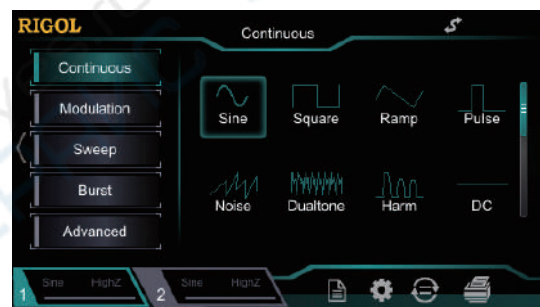 RIGOL
Continuous
Continuous
Modulation
Sweep
Burst
Advanced
Sine Square Ramp Pulse
Noise Dualtone Harm DC
1 Sine HighZ
2 Sine HighZ